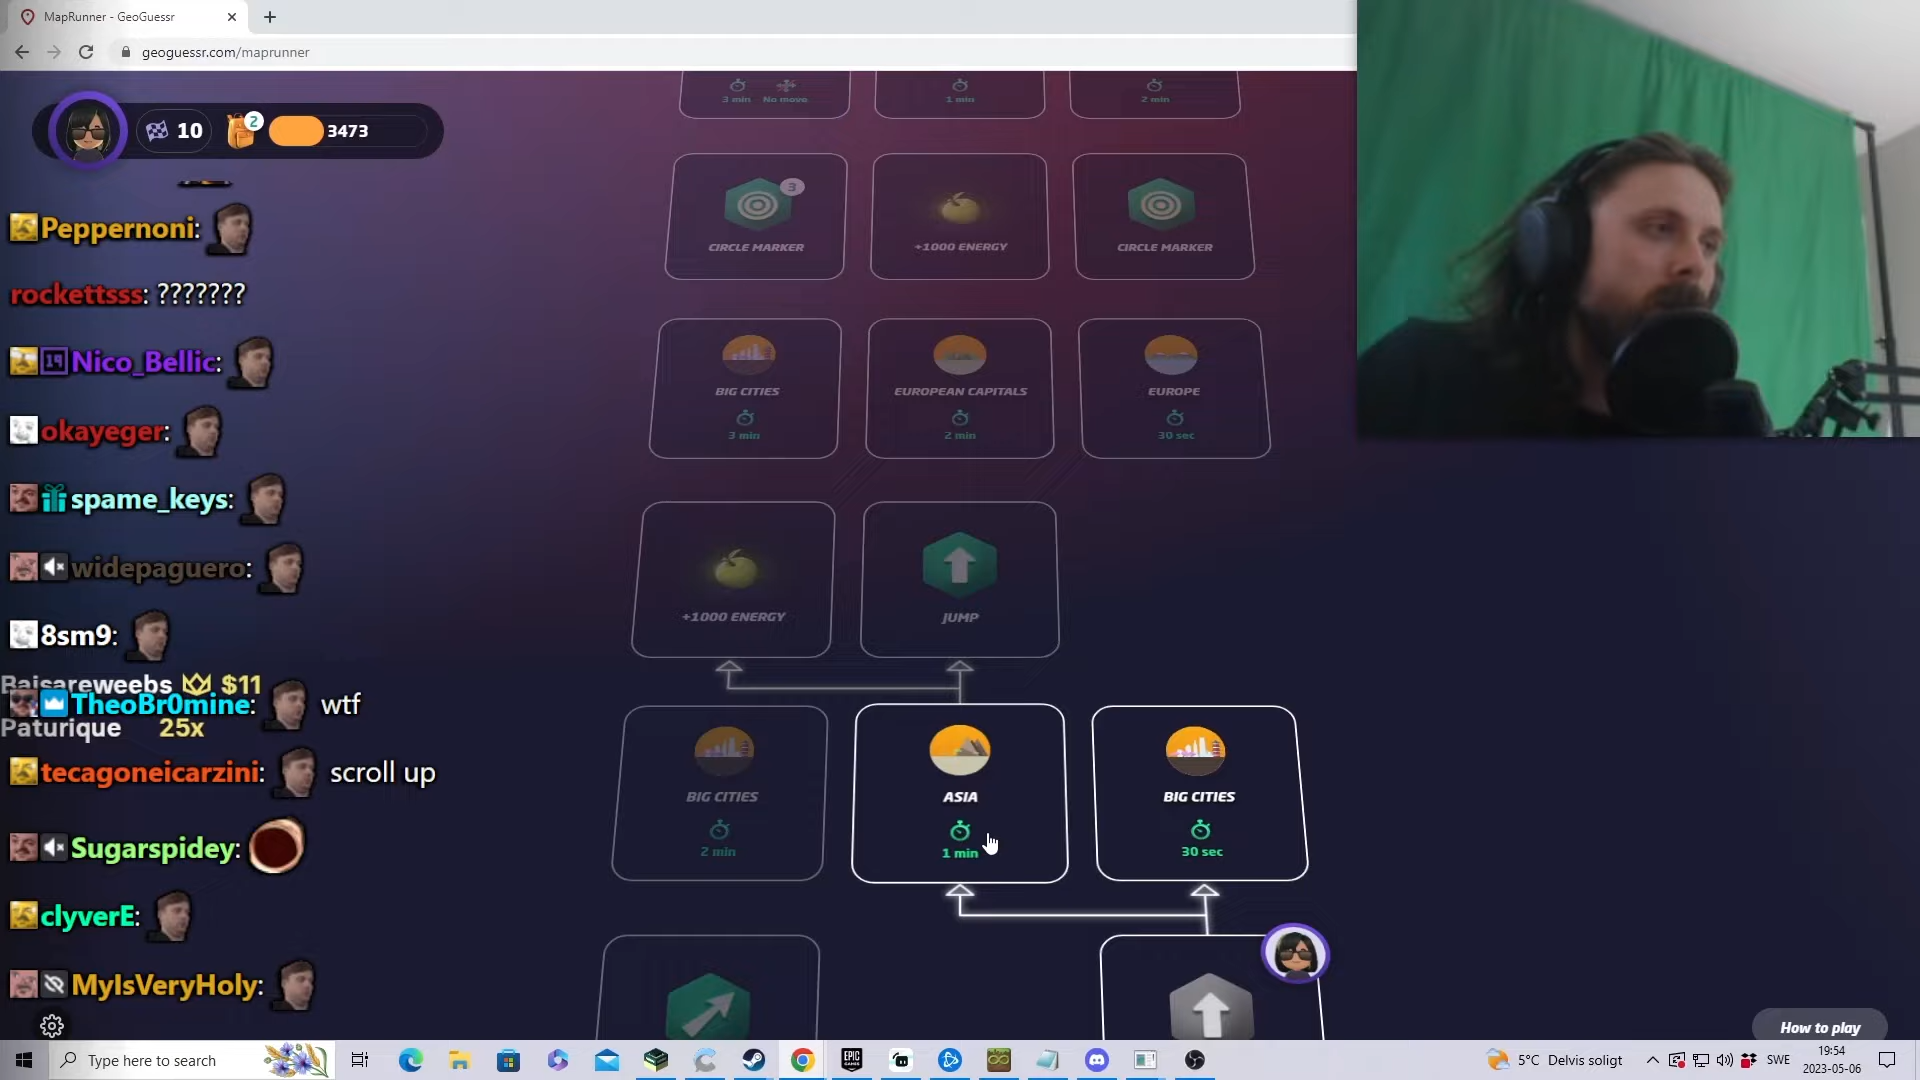 MapRunner - GeoGuessr
geoguessr.com/maprunner
10
2
3473
3 min No move
1 min
2 min
3
CIRCLE MARKER
+1000 ENERGY
CIRCLE MARKER
BIG CITIES
3 min
EUROPEAN CAPITALS
2 min
EUROPE
30 sec
+1000 ENERGY
JUMP
BIG CITIES
2 min
ASIA
1 min
BIG CITIES
30 sec
Peppernoni:
rockettsss: ???????
19 Nico_Bellic:
okayeger:
spame_keys:
widepaguero:
8sm9:
Baisareweebs $11
TheoBr0mine: wtf
Paturique 25x
tecagoneicarzini: scroll up
Sugarspidey:
clyverE:
MyIsVeryHoly:
How to play
Type here to search
EPIC GAMES
5°C Delvis soligt
SWE
19:54
2023-05-06